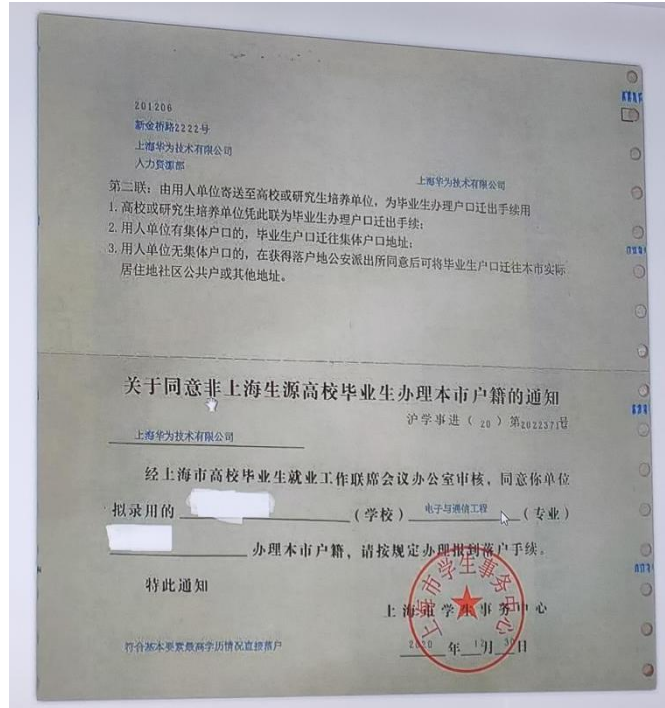 201206
新金桥路2222号
上海华为技术有限公司
人力资源部
上海华为技术有限公司
第二联：由用人单位寄送至高校或研究生培养单位，为毕业生办理户口迁出手续用
1. 高校或研究生培养单位凭此联为毕业生办理户口迁出手续;
2. 用人单位有集体户口的，毕业生户口迁往集体户口地址;
3. 用人单位无集体户口的，在获得落户地公安派出所同意后可将毕业生户口迁往本市实际
居住地社区公共户或其他地址。
关于同意非上海生源高校毕业生办理本市户籍的通知
沪学事进（ 20 ）第2022371号
上海华为技术有限公司
经上海市高校毕业生就业工作联席会议办公室审核，同意你单位
拟录用的 （学校） 电子与通信工程 （专业）
办理本市户籍，请按规定办理报到落户手续。
特此通知
上海市学生事务中心
上海市学生事务中心
2020 年 12月 30日
符合基本要素最高学历情况直接落户